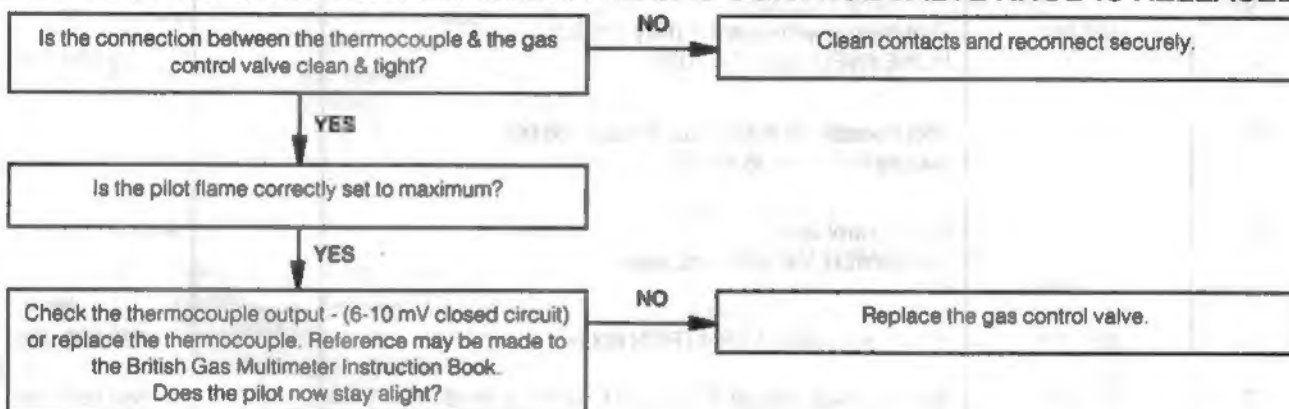 NO
Is the connection between the thermocouple & the gas
control valve clean & tight?
Clean contacts and reconnect securely.
YES
Is the pilot flame correctly set to maximum?
YES
Check the thermocouple output - (6-10 mV closed circuit)
or replace the thermocouple. Reference may be made to
the British Gas Multimeter Instruction Book.
Does the pilot now stay alight?
NO
Replace the gas control valve.